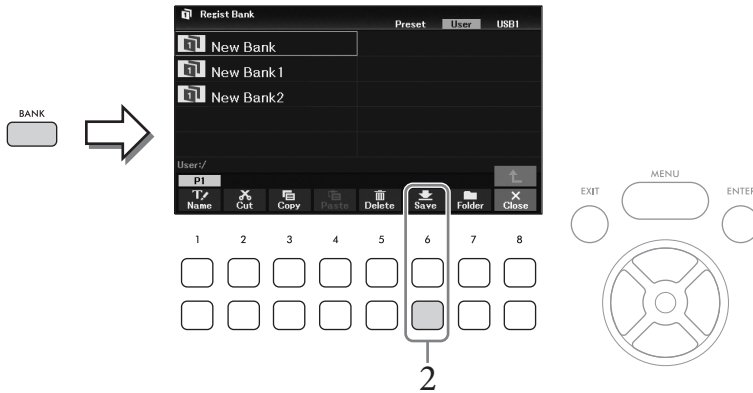 Regist Bank
Preset User USB1
New Bank
New Bank1
New Bank2
BANK
User:/
P1
Name Cut Copy Paste Delete Save Folder Close
EXIT MENU ENTER
1 2 3 4 5 6 7 8
2